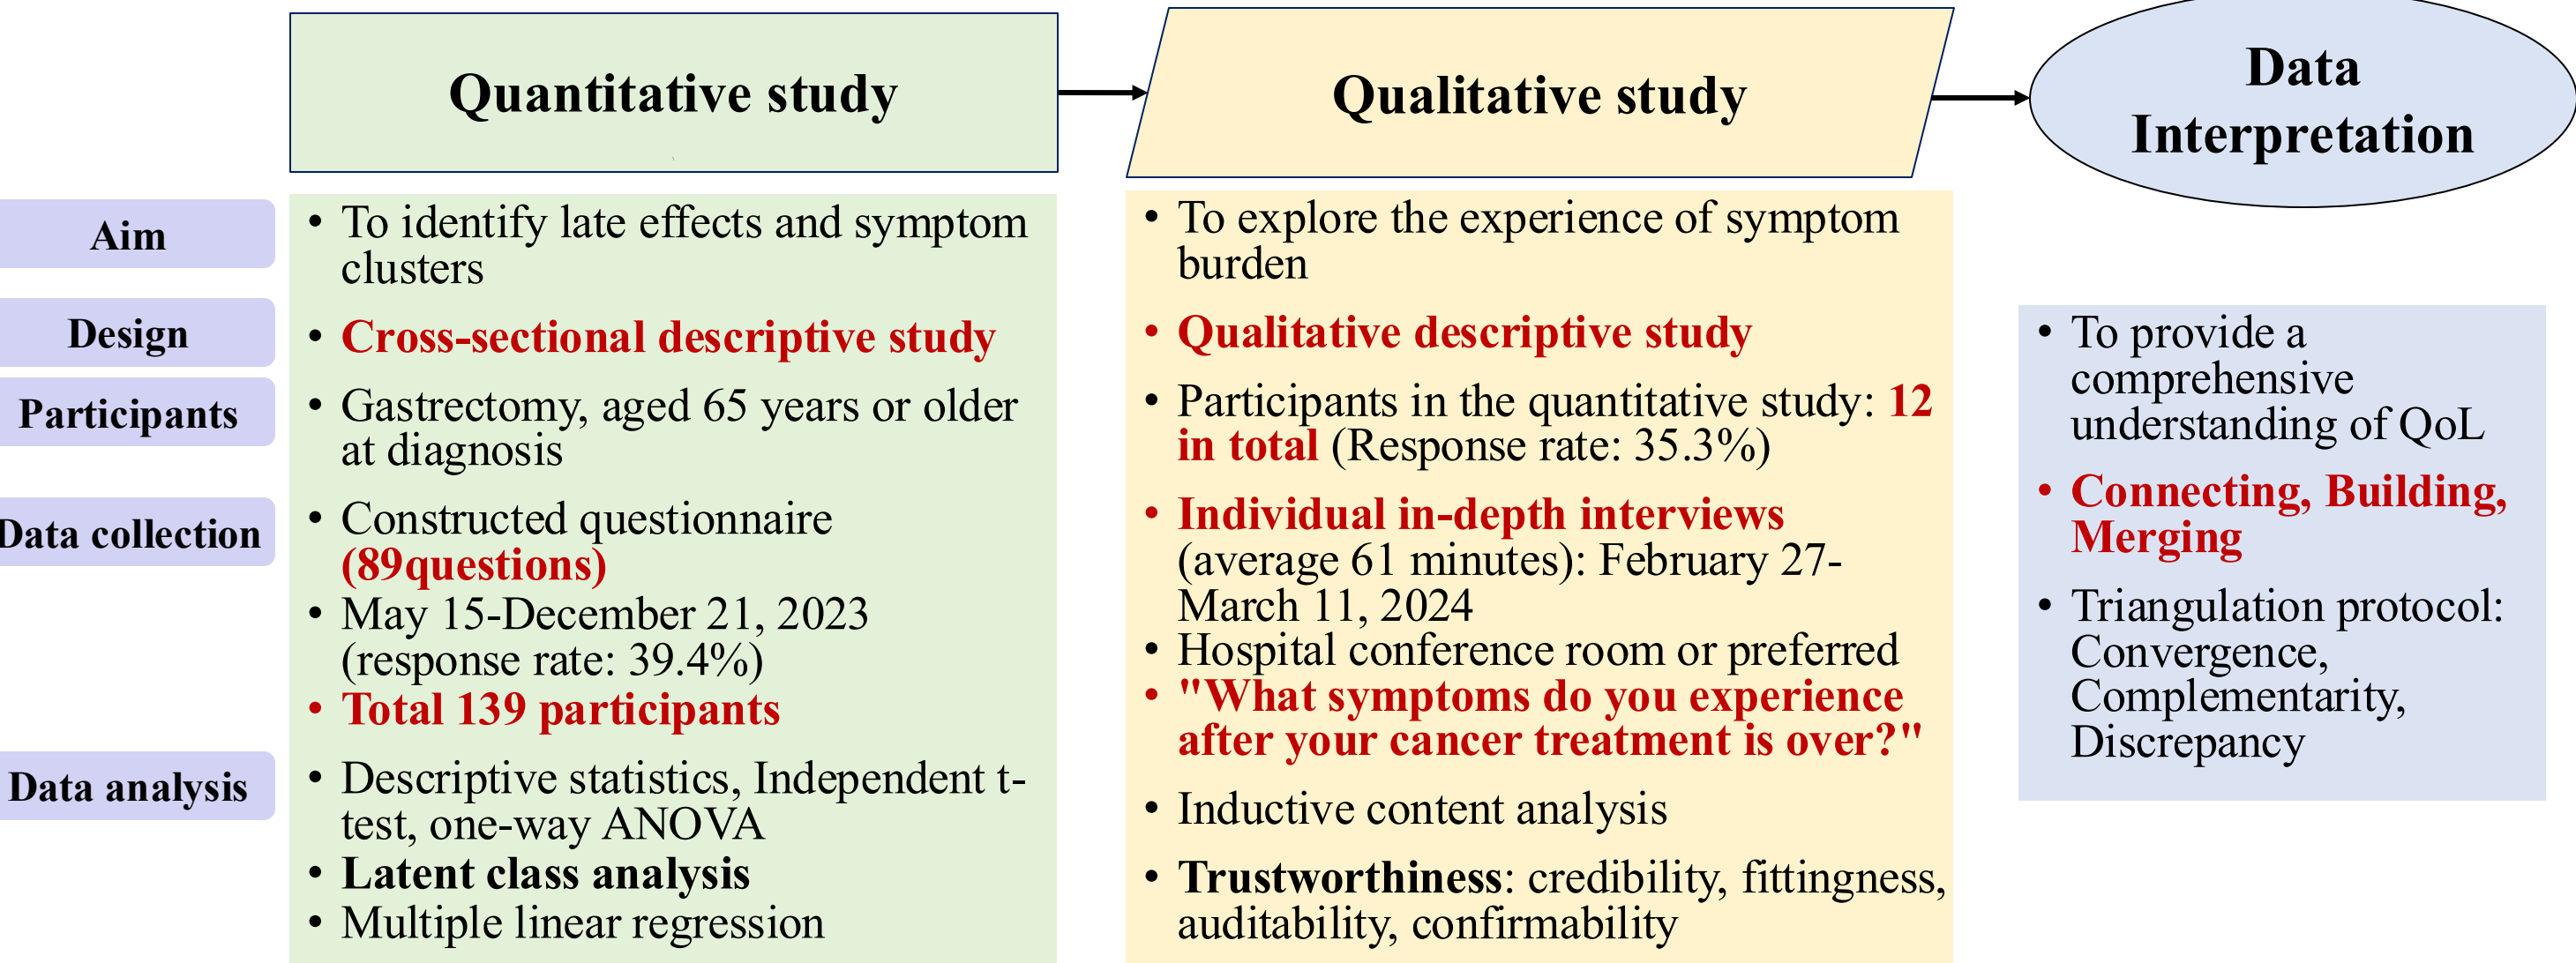 Quantitative study
Qualitative study
Data
Interpretation
Aim
Design
Participants
Data collection
Data analysis
• To identify late effects and symptom
clusters
• Cross-sectional descriptive study
• Gastrectomy, aged 65 years or older
at diagnosis
• Constructed questionnaire
(89questions)
• May 15-December 21, 2023
(response rate: 39.4%)
• Total 139 participants
• Descriptive statistics, Independent t-
test, one-way ANOVA
• Latent class analysis
• Multiple linear regression
• To explore the experience of symptom
burden
• Qualitative descriptive study
• Participants in the quantitative study: 12
in total (Response rate: 35.3%)
• Individual in-depth interviews
(average 61 minutes): February 27-
March 11, 2024
• Hospital conference room or preferred
• "What symptoms do you experience
after your cancer treatment is over?"
• Inductive content analysis
• Trustworthiness: credibility, fittingness,
auditability, confirmability
• To provide a
comprehensive
understanding of QoL
• Connecting, Building,
Merging
• Triangulation protocol:
Convergence,
Complementarity,
Discrepancy